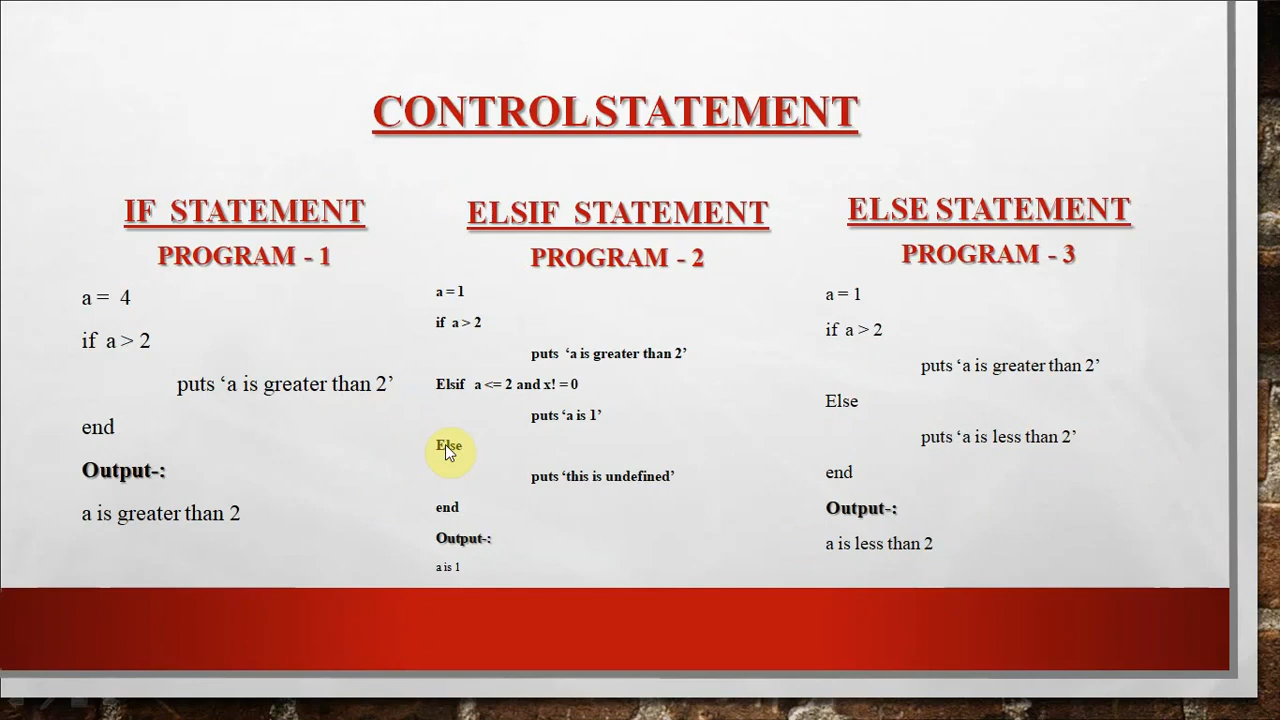 CONTROL STATEMENT
IF STATEMENT
PROGRAM - 1
a = 4
if a > 2
puts ‘a is greater than 2’
end
Output-:
a is greater than 2
ELSIF STATEMENT
PROGRAM - 2
a = 1
if a > 2
puts ‘a is greater than 2’
Elsif a <= 2 and x! = 0
puts ‘a is 1’
Else
puts ‘this is undefined’
end
Output-:
a is 1
ELSE STATEMENT
PROGRAM - 3
a = 1
if a > 2
puts ‘a is greater than 2’
Else
puts ‘a is less than 2’
end
Output-:
a is less than 2